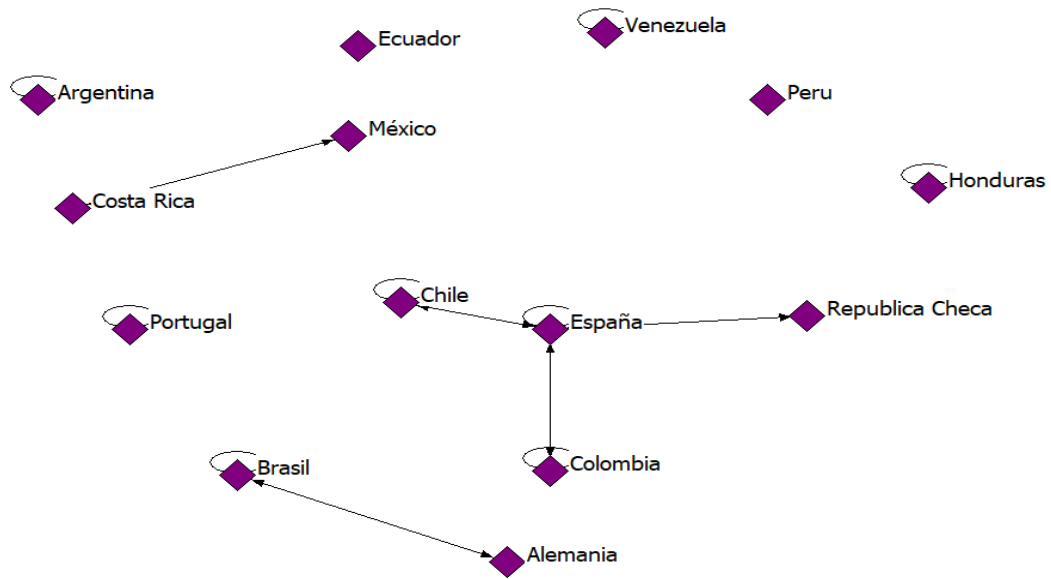 Venezuela
Ecuador
Argentina
Peru
México
Honduras
Costa Rica
Chile
Republica Checa
España
Portugal
Colombia
Brasil
Alemania